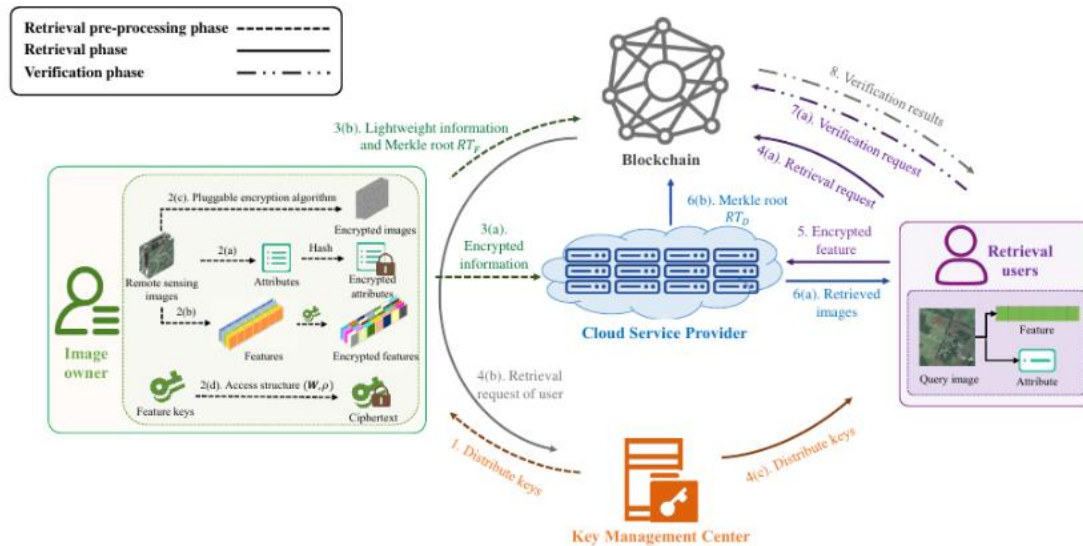 Retrieval pre-processing phase
Retrieval phase
Verification phase
3(b). Lightweight information
and Merkle root RT_F
Blockchain
8. Verification results
7(a). Verification request
4(a). Retrieval request
2(c). Pluggable encryption algorithm
Encrypted images
2(a)
Hash
Remote sensing
images
Attributes
Encrypted
attributes
2(b)
Features
Encrypted features
Image
owner
2(d). Access structure (W,ρ)
Feature keys
Ciphertext
3(a).
Encrypted
information
6(b). Merkle root
RT_D
Cloud Service Provider
5. Encrypted
feature
6(a). Retrieved
images
Retrieval
users
Feature
Query image
Attribute
4(b). Retrieval
request of user
1. Distribute keys
4(c). Distribute keys
Key Management Center